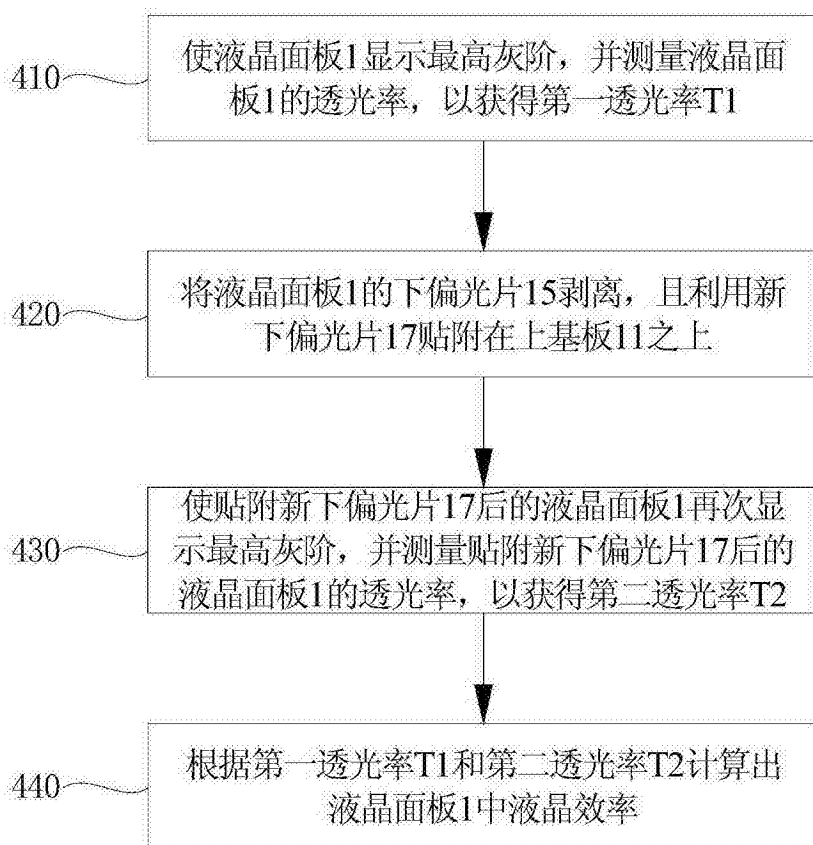 410
使液晶面板1显示最高灰阶，并测量液晶面
板1的透光率，以获得第一透光率T1
420
将液晶面板1的下偏光片15剥离，且利用新
下偏光片17贴附在上基板11之上
430
使贴附新下偏光片17后的液晶面板1再次显
示最高灰阶，并测量贴附新下偏光片17后的
液晶面板1的透光率，以获得第二透光率T2
440
根据第一透光率T1和第二透光率T2计算出
液晶面板1中液晶效率